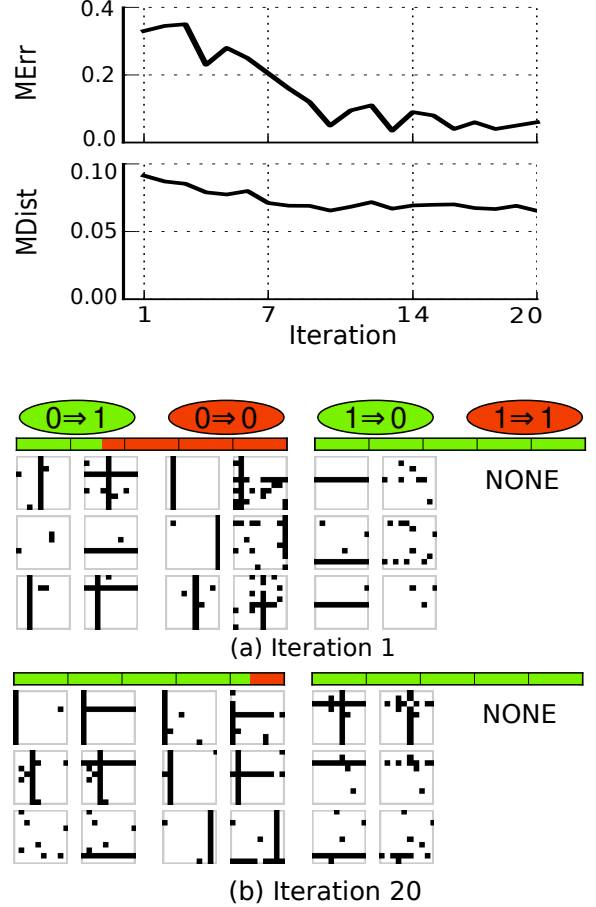 0.4
MErr
0.2
0.0
0.10
MDist
0.05
0.00
1 7 14 20
Iteration
0⇒1 0⇒0 1⇒0 1⇒1
NONE
(a) Iteration 1
NONE
(b) Iteration 20